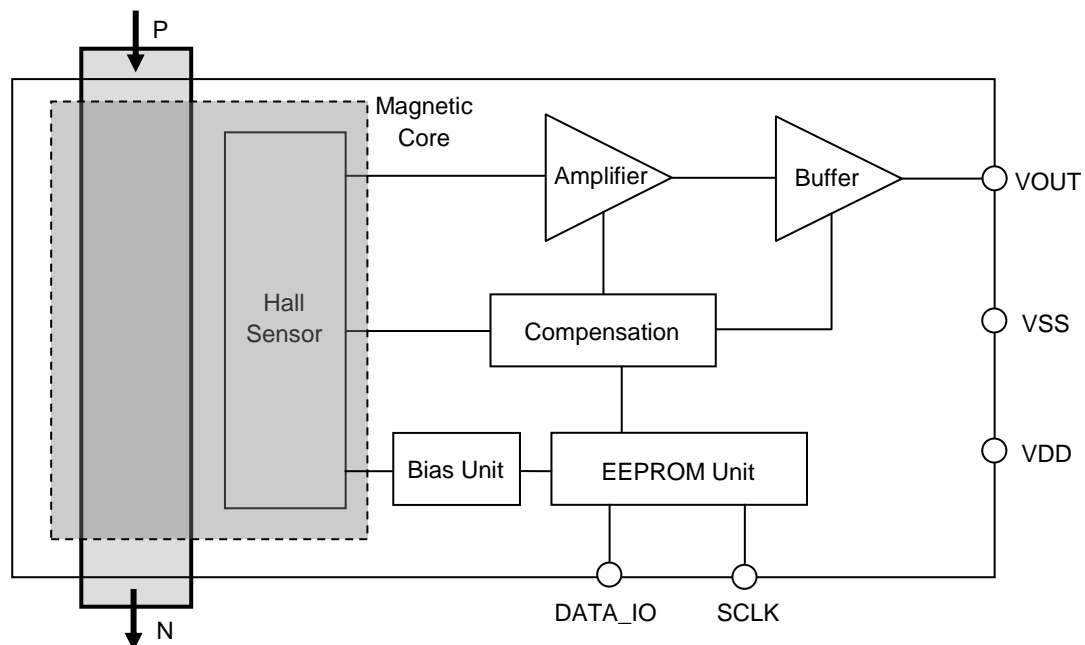 P
Magnetic
Core
Amplifier
Buffer
VOUT
Hall
Sensor
Compensation
VSS
Bias Unit
EEPROM Unit
VDD
DATA_IO
SCLK
N